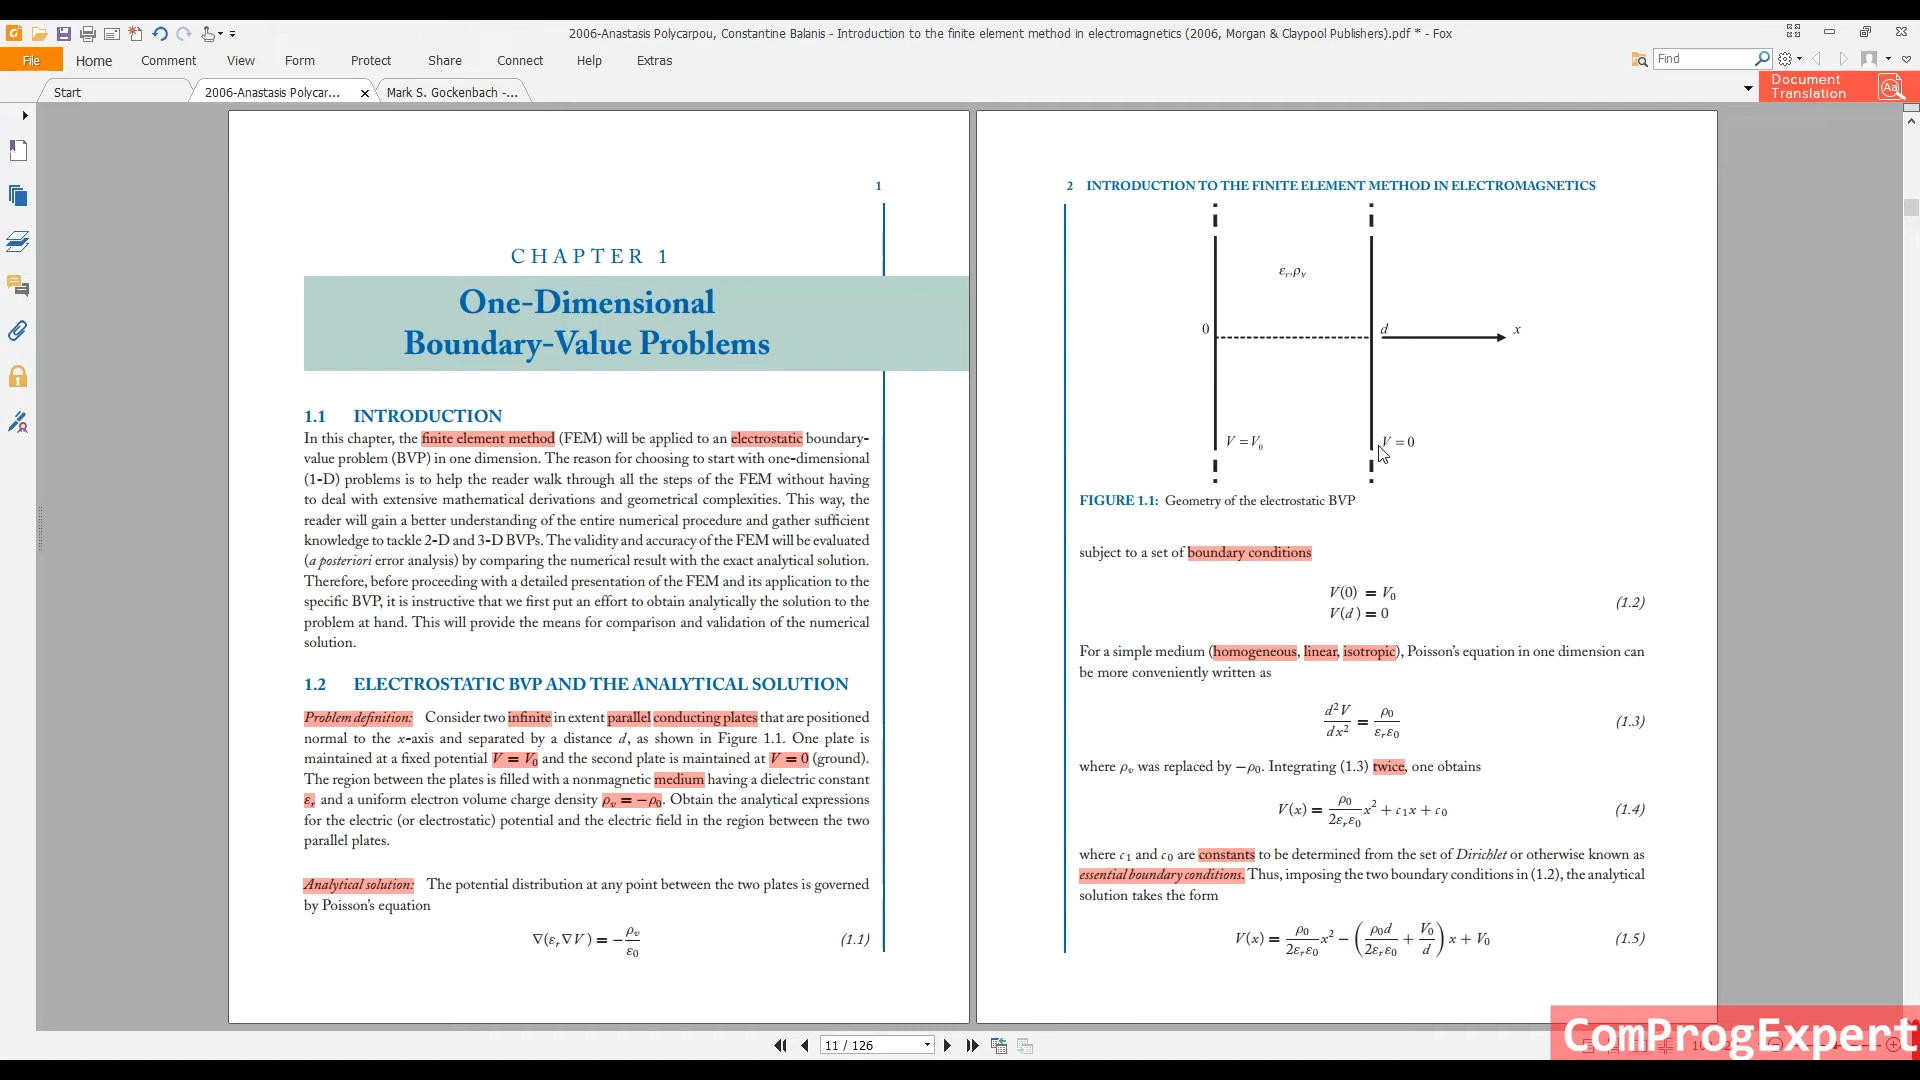 2006-Anastasis Polycarpou, Constantine Balanis - Introduction to the finite element method in electromagnetics (2006, Morgan & Claypool Publishers).pdf * - Fox
File Home Comment View Form Protect Share Connect Help Extras
Find
Start 2006-Anastasis Polycar... Mark S. Gockenbach -...
Document
Translation
1
CHAPTER 1
One-Dimensional
Boundary-Value Problems
1.1 INTRODUCTION
In this chapter, the finite element method (FEM) will be applied to an electrostatic boundary-
value problem (BVP) in one dimension. The reason for choosing to start with one-dimensional
(1-D) problems is to help the reader walk through all the steps of the FEM without having
to deal with extensive mathematical derivations and geometrical complexities. This way, the
reader will gain a better understanding of the entire numerical procedure and gather sufficient
knowledge to tackle 2-D and 3-D BVPs. The validity and accuracy of the FEM will be evaluated
(a posteriori error analysis) by comparing the numerical result with the exact analytical solution.
Therefore, before proceeding with a detailed presentation of the FEM and its application to the
specific BVP, it is instructive that we first put an effort to obtain analytically the solution to the
problem at hand. This will provide the means for comparison and validation of the numerical
solution.
1.2 ELECTROSTATIC BVP AND THE ANALYTICAL SOLUTION
Problem definition: Consider two infinite in extent parallel conducting plates that are positioned
normal to the x-axis and separated by a distance d, as shown in Figure 1.1. One plate is
maintained at a fixed potential V = V₀ and the second plate is maintained at V = 0 (ground).
The region between the plates is filled with a nonmagnetic medium having a dielectric constant
εᵣ and a uniform electron volume charge density ρᵥ = −ρ₀. Obtain the analytical expressions
for the electric (or electrostatic) potential and the electric field in the region between the two
parallel plates.
Analytical solution: The potential distribution at any point between the two plates is governed
by Poisson's equation
∇(εᵣ∇V) = −ρᵥ/ε₀ (1.1)
2 INTRODUCTION TO THE FINITE ELEMENT METHOD IN ELECTROMAGNETICS
εᵣ,ρᵥ
0 d x
V = V₀ V = 0
FIGURE 1.1: Geometry of the electrostatic BVP
subject to a set of boundary conditions
V(0) = V₀
V(d) = 0 (1.2)
For a simple medium (homogeneous, linear, isotropic), Poisson's equation in one dimension can
be more conveniently written as
d²V/dx² = ρ₀/εᵣε₀ (1.3)
where ρᵥ was replaced by −ρ₀. Integrating (1.3) twice, one obtains
V(x) = ρ₀/2εᵣε₀ x² + c₁x + c₀ (1.4)
where c₁ and c₀ are constants to be determined from the set of Dirichlet or otherwise known as
essential boundary conditions. Thus, imposing the two boundary conditions in (1.2), the analytical
solution takes the form
V(x) = ρ₀/2εᵣε₀ x² − (ρ₀d/2εᵣε₀ + V₀/d) x + V₀ (1.5)
11 / 126
ComProgExpert